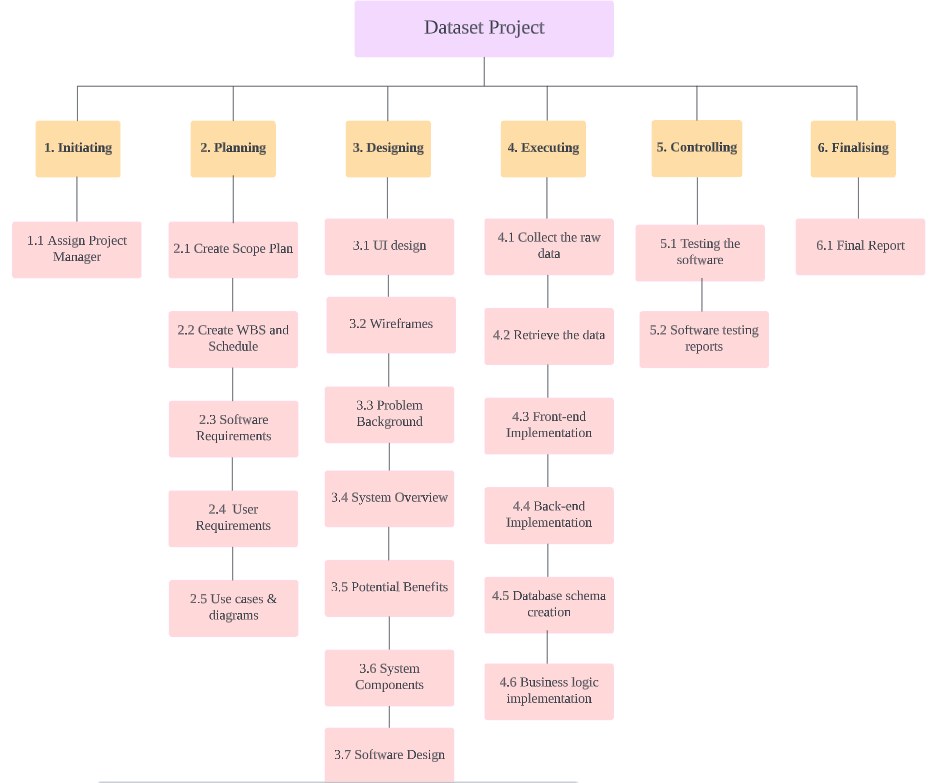 Dataset Project
1. Initiating
2. Planning
3. Designing
4. Executing
5. Controlling
6. Finalising
1.1 Assign Project
Manager
2.1 Create Scope Plan
2.2 Create WBS and
Schedule
2.3 Software
Requirements
2.4 User
Requirements
2.5 Use cases &
diagrams
3.1 UI design
3.2 Wireframes
3.3 Problem
Background
3.4 System Overview
3.5 Potential Benefits
3.6 System
Components
3.7 Software Design
4.1 Collect the raw
data
4.2 Retrieve the data
4.3 Front-end
Implementation
4.4 Back-end
Implementation
4.5 Database schema
creation
4.6 Business logic
implementation
5.1 Testing the
software
5.2 Software testing
reports
6.1 Final Report